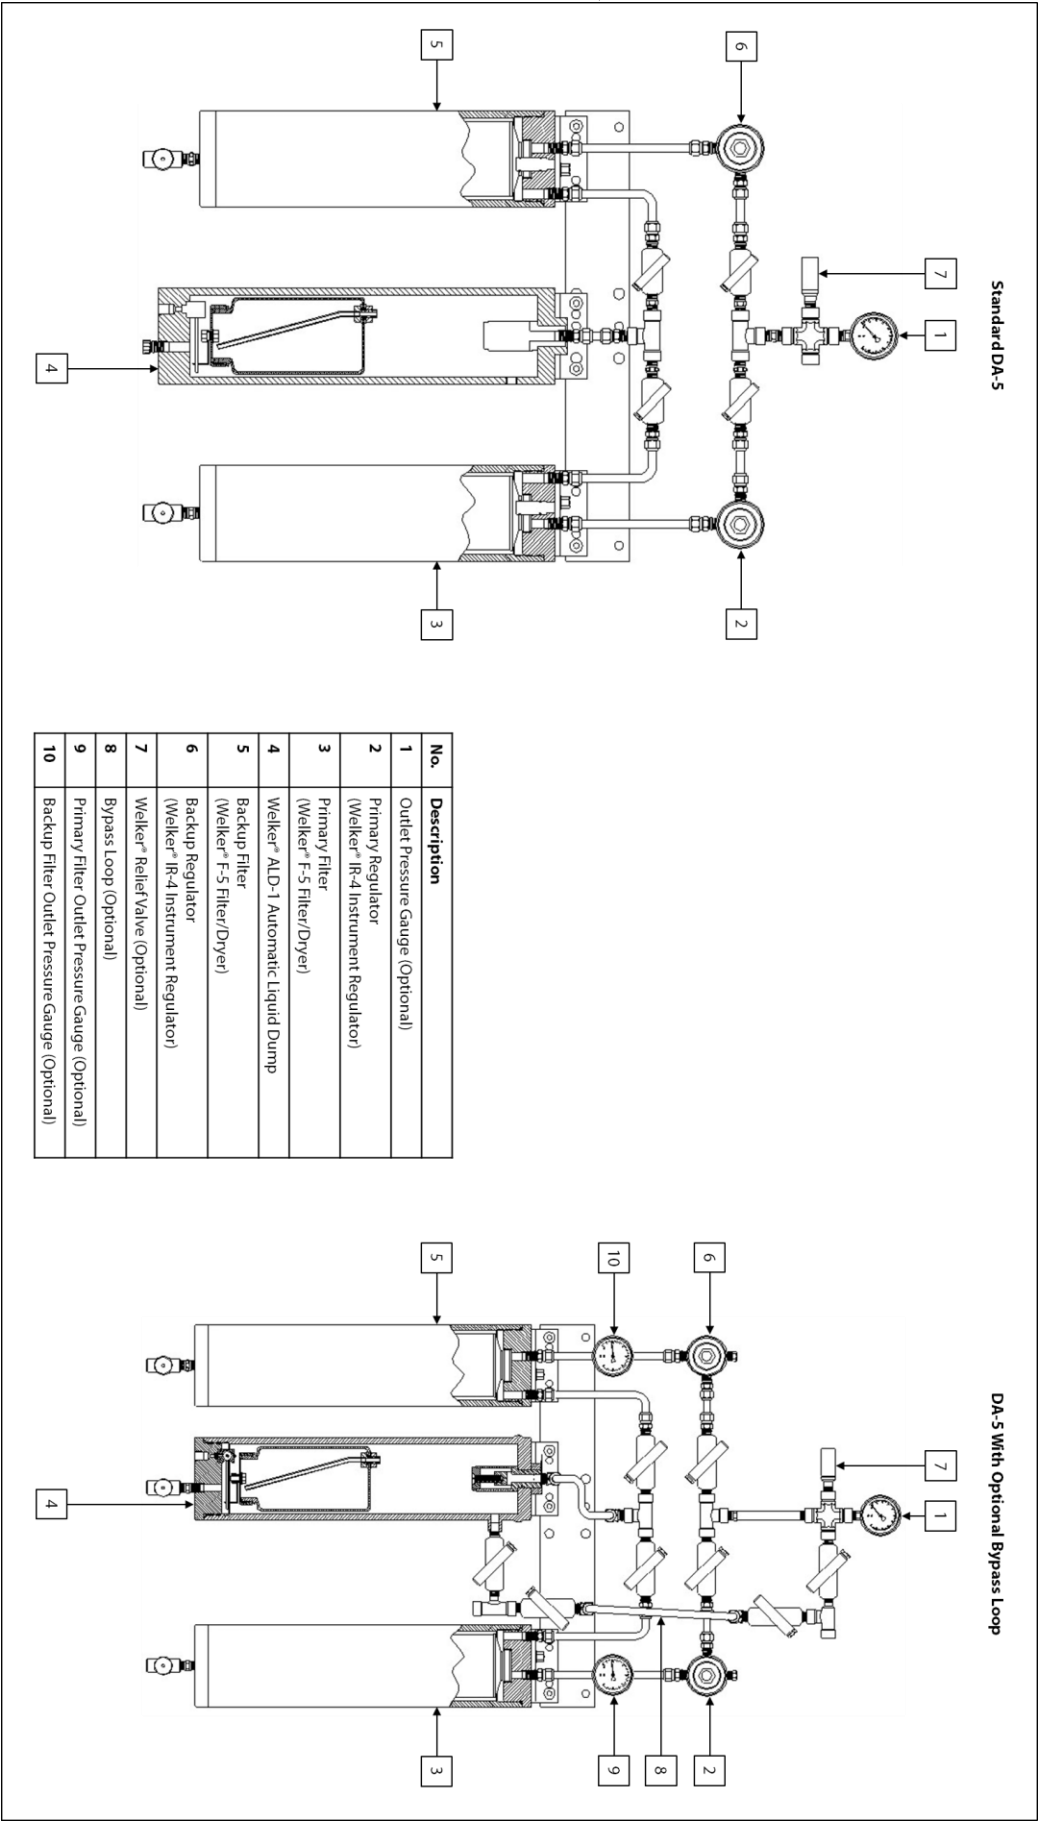 Standard DA-5
7
1
6
2
5
4
3
No. Description
1 Outlet Pressure Gauge (Optional)
2 Primary Regulator
(Welker® IR-4 Instrument Regulator)
3 Primary Filter
(Welker® F-5 Filter/Dryer)
4 Welker® ALD-1 Automatic Liquid Dump
5 Backup Filter
(Welker® F-5 Filter/Dryer)
6 Backup Regulator
(Welker® IR-4 Instrument Regulator)
7 Welker® Relief Valve (Optional)
8 Bypass Loop (Optional)
9 Primary Filter Outlet Pressure Gauge (Optional)
10 Backup Filter Outlet Pressure Gauge (Optional)
DA-5 With Optional Bypass Loop
7
1
6
2
8
10
9
5
3
4